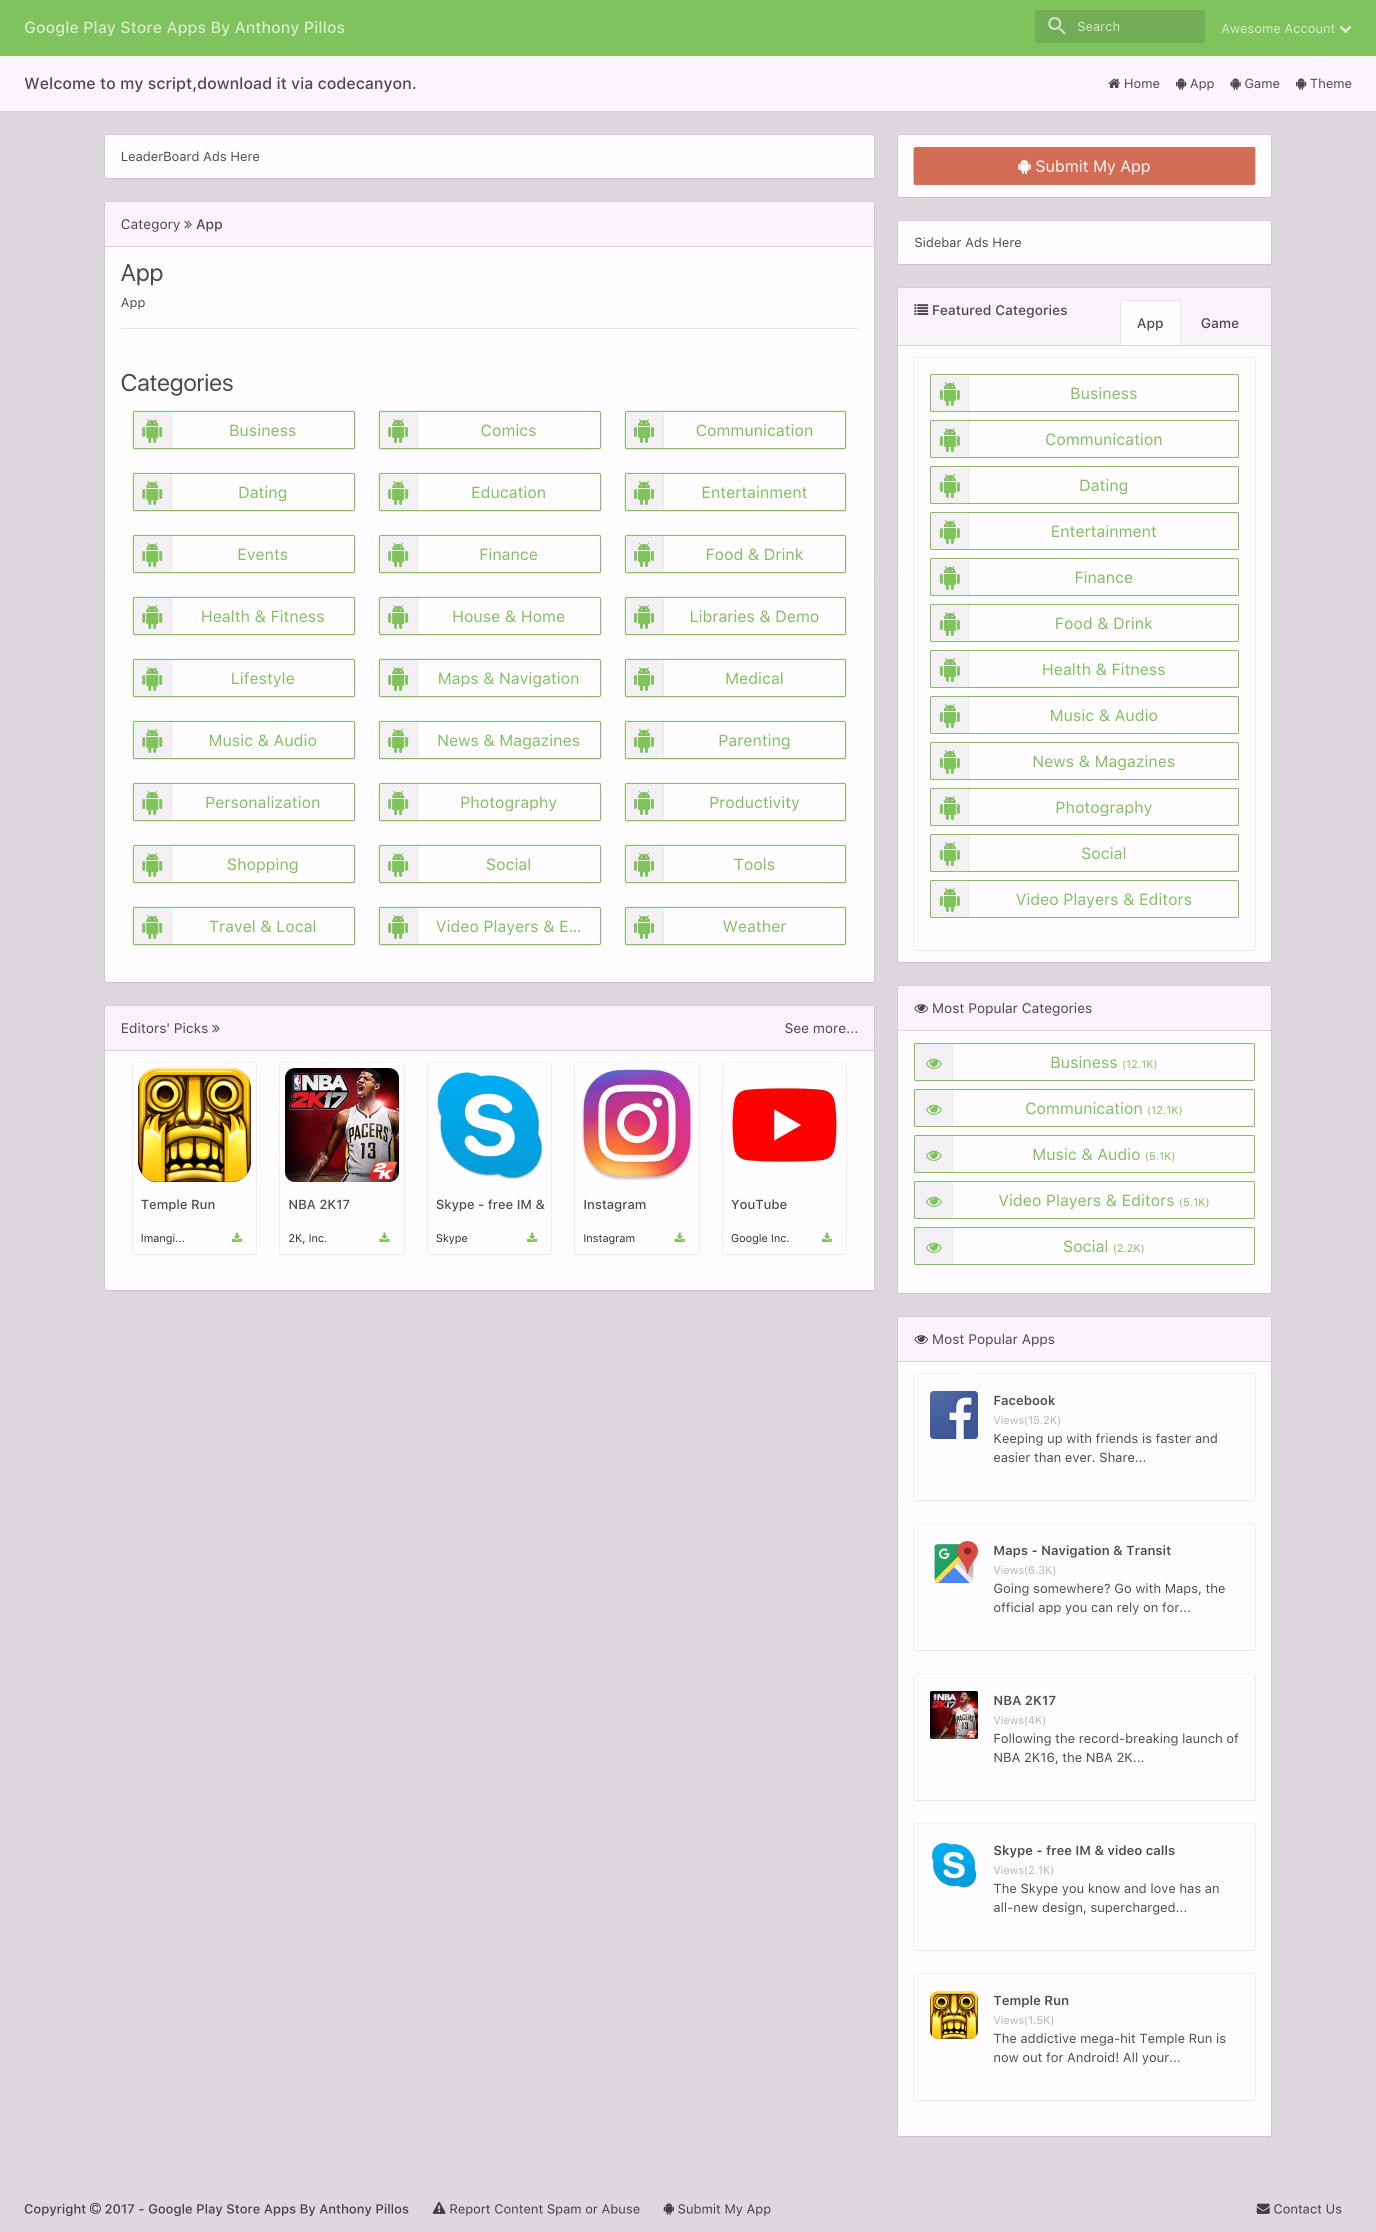 Google Play Store Apps By Anthony Pillos
Search
Awesome Account
Welcome to my script,download it via codecanyon.
Home
App
Game
Theme
LeaderBoard Ads Here
Category » App
App
App
Categories
Business
Comics
Communication
Dating
Education
Entertainment
Events
Finance
Food & Drink
Health & Fitness
House & Home
Libraries & Demo
Lifestyle
Maps & Navigation
Medical
Music & Audio
News & Magazines
Parenting
Personalization
Photography
Productivity
Shopping
Social
Tools
Travel & Local
Video Players & E...
Weather
Editors' Picks »
See more...
NBA
2K17
PACERS
13
2K
S
Temple Run
NBA 2K17
Skype - free IM &
Instagram
YouTube
Imangi...
2K, Inc.
Skype
Instagram
Google Inc.
Submit My App
Sidebar Ads Here
Featured Categories
App
Game
Business
Communication
Dating
Entertainment
Finance
Food & Drink
Health & Fitness
Music & Audio
News & Magazines
Photography
Social
Video Players & Editors
Most Popular Categories
Business (12.1K)
Communication (12.1K)
Music & Audio (5.1K)
Video Players & Editors (5.1K)
Social (2.2K)
Most Popular Apps
f
Facebook
Views(15.2K)
Keeping up with friends is faster and
easier than ever. Share...
G
Maps - Navigation & Transit
Views(6.3K)
Going somewhere? Go with Maps, the
official app you can rely on for...
NBA
2K17
PACERS
13
2K
NBA 2K17
Views(4K)
Following the record-breaking launch of
NBA 2K16, the NBA 2K...
S
Skype - free IM & video calls
Views(2.1K)
The Skype you know and love has an
all-new design, supercharged...
Temple Run
Views(1.5K)
The addictive mega-hit Temple Run is
now out for Android! All your...
Copyright © 2017 - Google Play Store Apps By Anthony Pillos
Report Content Spam or Abuse
Submit My App
Contact Us